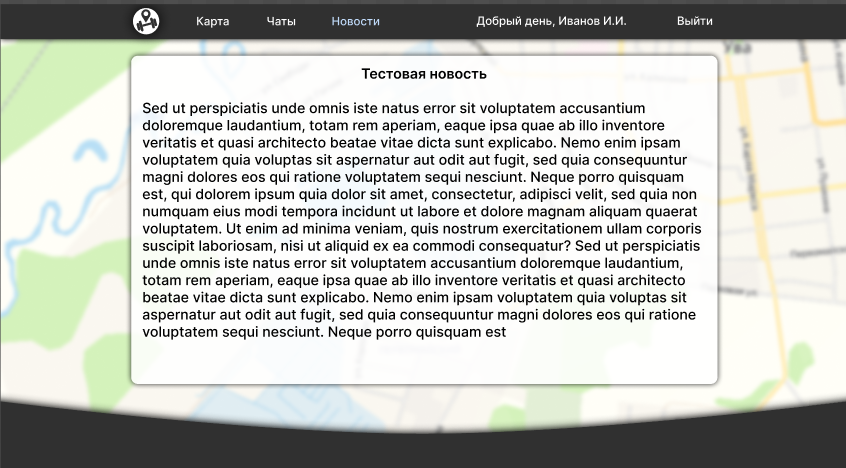 Карта Чаты Новости Добрый день, Иванов И.И. Выйти
Ува
Тестовая новость
Sed ut perspiciatis unde omnis iste natus error sit voluptatem accusantium
doloremque laudantium, totam rem aperiam, eaque ipsa quae ab illo inventore
veritatis et quasi architecto beatae vitae dicta sunt explicabo. Nemo enim ipsam
voluptatem quia voluptas sit aspernatur aut odit aut fugit, sed quia consequuntur
magni dolores eos qui ratione voluptatem sequi nesciunt. Neque porro quisquam
est, qui dolorem ipsum quia dolor sit amet, consectetur, adipisci velit, sed quia non
numquam eius modi tempora incidunt ut labore et dolore magnam aliquam quaerat
voluptatem. Ut enim ad minima veniam, quis nostrum exercitationem ullam corporis
suscipit laboriosam, nisi ut aliquid ex ea commodi consequatur? Sed ut perspiciatis
unde omnis iste natus error sit voluptatem accusantium doloremque laudantium,
totam rem aperiam, eaque ipsa quae ab illo inventore veritatis et quasi architecto
beatae vitae dicta sunt explicabo. Nemo enim ipsam voluptatem quia voluptas sit
aspernatur aut odit aut fugit, sed quia consequuntur magni dolores eos qui ratione
voluptatem sequi nesciunt. Neque porro quisquam est